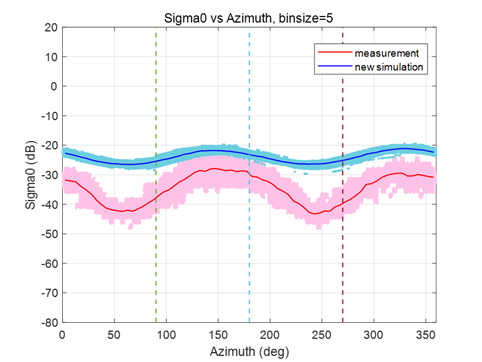 Sigma0 vs Azimuth, binsize=5
measurement
new simulation
20
10
0
-10
-20
-30
-40
-50
-60
-70
-80
Sigma0 (dB)
0 50 100 150 200 250 300 350
Azimuth (deg)